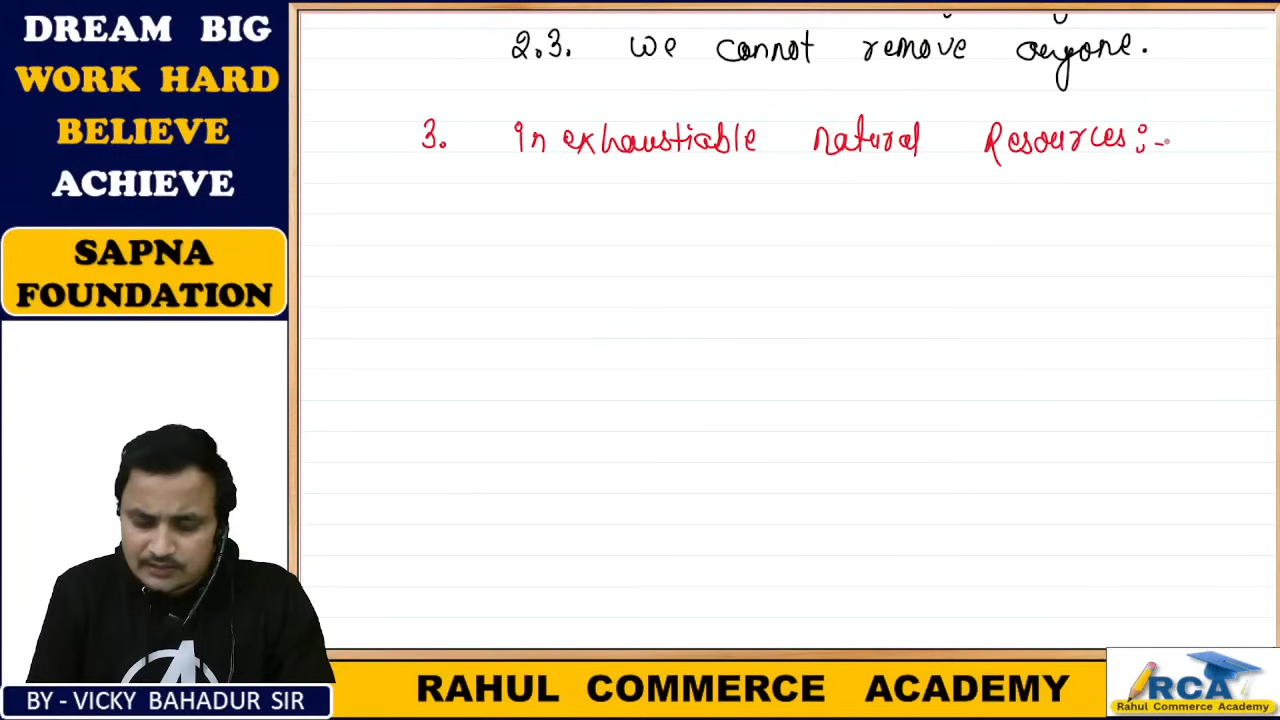 DREAM BIG
WORK HARD
BELIEVE
ACHIEVE
SAPNA
FOUNDATION
2.3. we cannot remove anyone.
3. Inexhaustiable natural Resources:-
BY - VICKY BAHADUR SIR
RAHUL COMMERCE ACADEMY
RCA
Rahul Commerce Academy